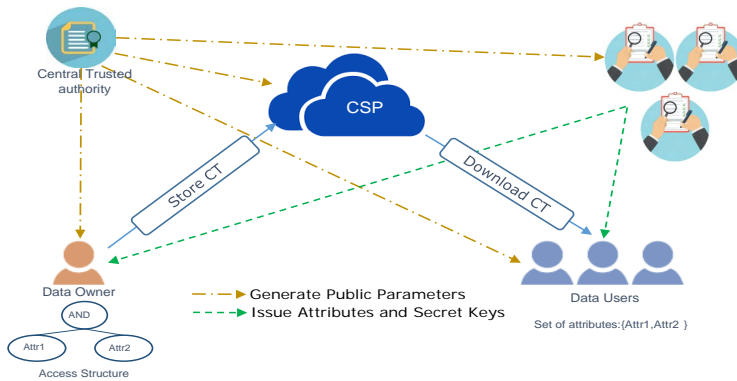 Central Trusted
authority
CSP
Store CT
Download CT
Data Owner
AND
Attr1
Attr2
Access Structure
Generate Public Parameters
Issue Attributes and Secret Keys
Data Users
Set of attributes:{Attr1,Attr2 }